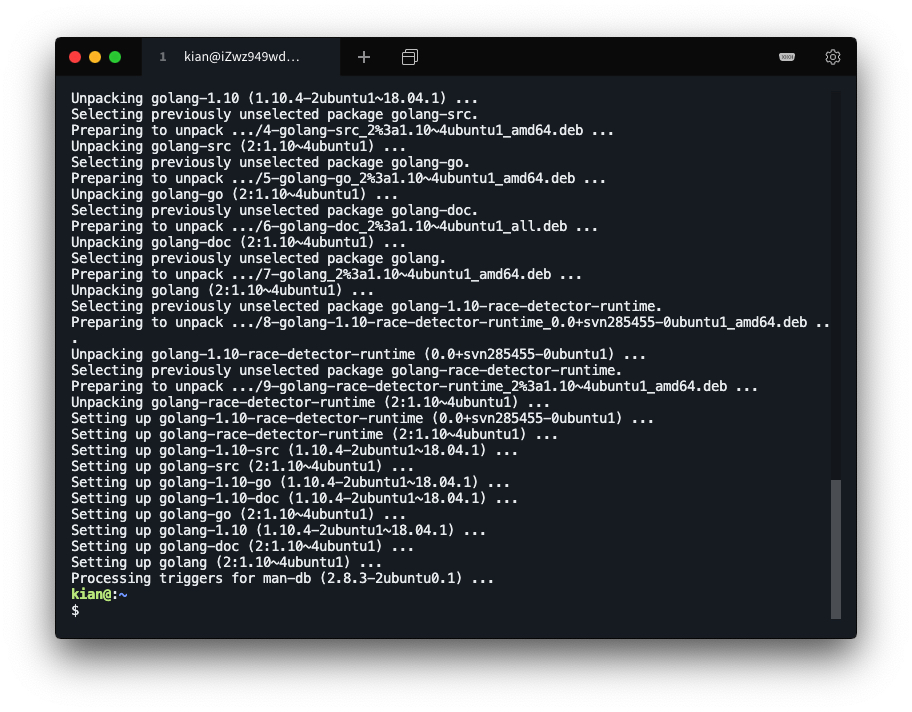 1 kian@iZwz949wd...
Unpacking golang-1.10 (1.10.4-2ubuntu1~18.04.1) ...
Selecting previously unselected package golang-src.
Preparing to unpack .../4-golang-src_2%3a1.10~4ubuntu1_amd64.deb ...
Unpacking golang-src (2:1.10~4ubuntu1) ...
Selecting previously unselected package golang-go.
Preparing to unpack .../5-golang-go_2%3a1.10~4ubuntu1_amd64.deb ...
Unpacking golang-go (2:1.10~4ubuntu1) ...
Selecting previously unselected package golang-doc.
Preparing to unpack .../6-golang-doc_2%3a1.10~4ubuntu1_all.deb ...
Unpacking golang-doc (2:1.10~4ubuntu1) ...
Selecting previously unselected package golang.
Preparing to unpack .../7-golang_2%3a1.10~4ubuntu1_amd64.deb ...
Unpacking golang (2:1.10~4ubuntu1) ...
Selecting previously unselected package golang-1.10-race-detector-runtime.
Preparing to unpack .../8-golang-1.10-race-detector-runtime_0.0+svn285455-0ubuntu1_amd64.deb ..
.
Unpacking golang-1.10-race-detector-runtime (0.0+svn285455-0ubuntu1) ...
Selecting previously unselected package golang-race-detector-runtime.
Preparing to unpack .../9-golang-race-detector-runtime_2%3a1.10~4ubuntu1_amd64.deb ...
Unpacking golang-race-detector-runtime (2:1.10~4ubuntu1) ...
Setting up golang-1.10-race-detector-runtime (0.0+svn285455-0ubuntu1) ...
Setting up golang-race-detector-runtime (2:1.10~4ubuntu1) ...
Setting up golang-1.10-src (1.10.4-2ubuntu1~18.04.1) ...
Setting up golang-src (2:1.10~4ubuntu1) ...
Setting up golang-1.10-go (1.10.4-2ubuntu1~18.04.1) ...
Setting up golang-1.10-doc (1.10.4-2ubuntu1~18.04.1) ...
Setting up golang-go (2:1.10~4ubuntu1) ...
Setting up golang-1.10 (1.10.4-2ubuntu1~18.04.1) ...
Setting up golang-doc (2:1.10~4ubuntu1) ...
Setting up golang (2:1.10~4ubuntu1) ...
Processing triggers for man-db (2.8.3-2ubuntu0.1) ...
kian@:~
$